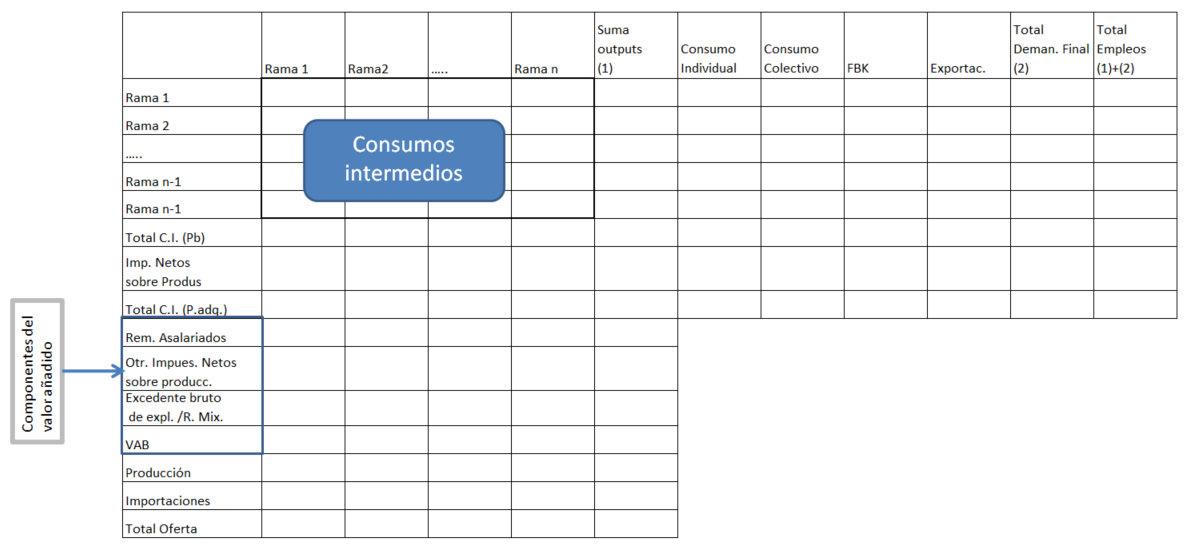 Suma
outputs
(1)
Total
Deman. Final
(2)
Total
Empleos
(1)+(2)
Rama 1
Rama2
.....
Rama n
Consumo
Individual
Consumo
Colectivo
FBK
Exportac.
Rama 1
Rama 2
.....
Rama n-1
Rama n-1
Consumos
intermedios
Total C.I. (Pb)
Imp. Netos
sobre Produs
Total C.I. (P.adq.)
Rem. Asalariados
Otr. Impues. Netos
sobre producc.
Excedente bruto
de expl. /R. Mix.
VAB
Producción
Importaciones
Total Oferta
Componentes del
valor añadido